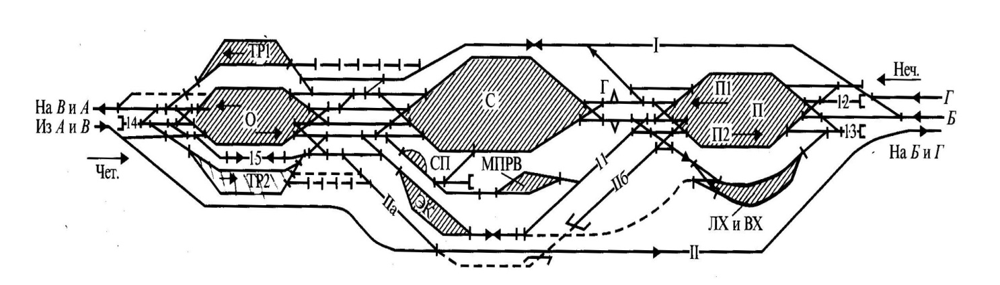 ТР1
I
Неч.
Г
С
Г
П1
П
12
На В и А
О
Б
Из А и В
14
П2
13
На Б и Г
Чет.
15
СП
МПРВ
11
ТР2
IIа
ЭК
IIб
ЛХ и ВХ
II